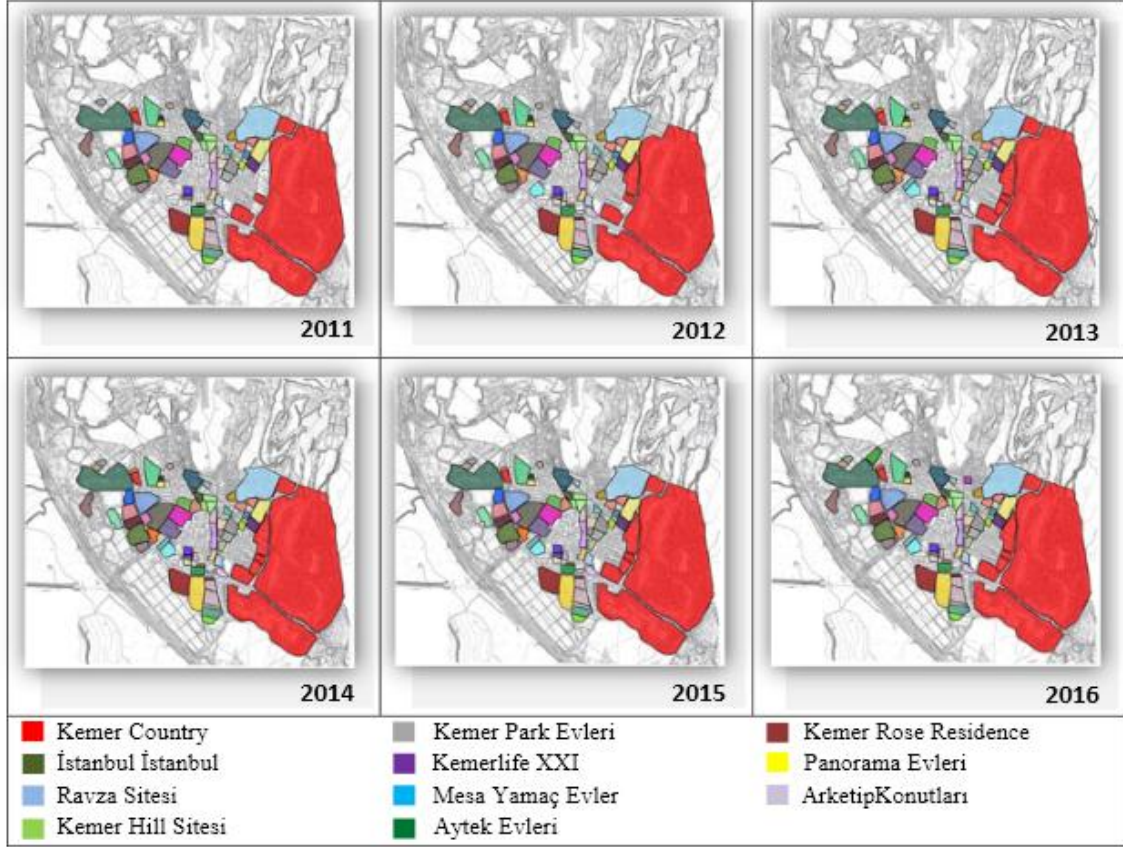 2011
2012
2013
2014
2015
2016
Kemer Country
Kemer Park Evleri
Kemer Rose Residence
İstanbul İstanbul
Kemerlife XXI
Panorama Evleri
Ravza Sitesi
Mesa Yamaç Evler
ArketipKonutları
Kemer Hill Sitesi
Aytek Evleri